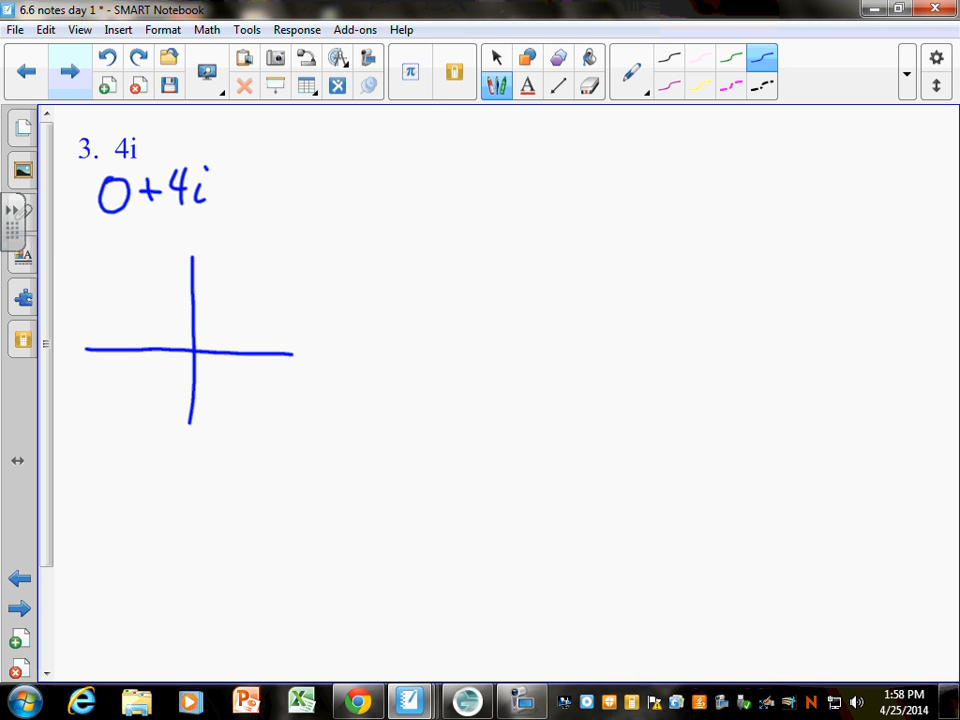 6.6 notes day 1 * - SMART Notebook
File Edit View Insert Format Math Tools Response Add-ons Help
3. 4i
0+4i
1:58 PM
4/25/2014